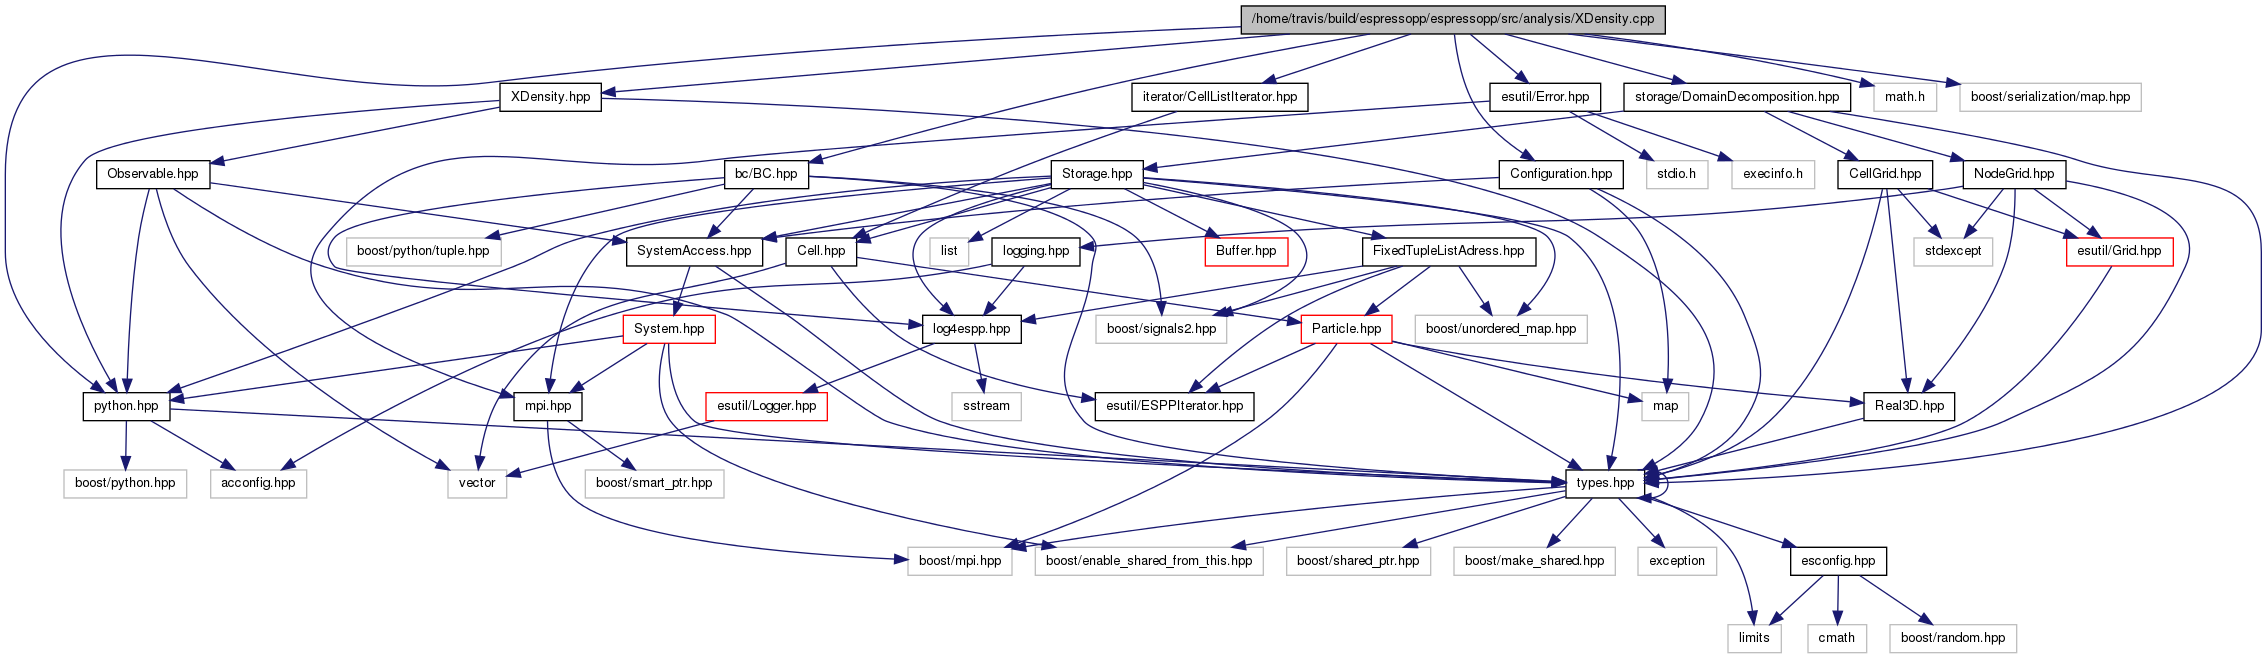 /home/travis/build/espressopp/espressopp/src/analysis/XDensity.cpp
XDensity.hpp
iterator/CellListIterator.hpp
esutil/Error.hpp
storage/DomainDecomposition.hpp
math.h
boost/serialization/map.hpp
Observable.hpp
bc/BC.hpp
Storage.hpp
Configuration.hpp
stdio.h
execinfo.h
CellGrid.hpp
NodeGrid.hpp
boost/python/tuple.hpp
SystemAccess.hpp
Cell.hpp
list
logging.hpp
Buffer.hpp
FixedTupleListAdress.hpp
stdexcept
esutil/Grid.hpp
System.hpp
log4espp.hpp
boost/signals2.hpp
Particle.hpp
boost/unordered_map.hpp
python.hpp
mpi.hpp
esutil/Logger.hpp
sstream
esutil/ESPPIterator.hpp
map
Real3D.hpp
boost/python.hpp
acconfig.hpp
vector
boost/smart_ptr.hpp
types.hpp
boost/mpi.hpp
boost/enable_shared_from_this.hpp
boost/shared_ptr.hpp
boost/make_shared.hpp
exception
esconfig.hpp
limits
cmath
boost/random.hpp